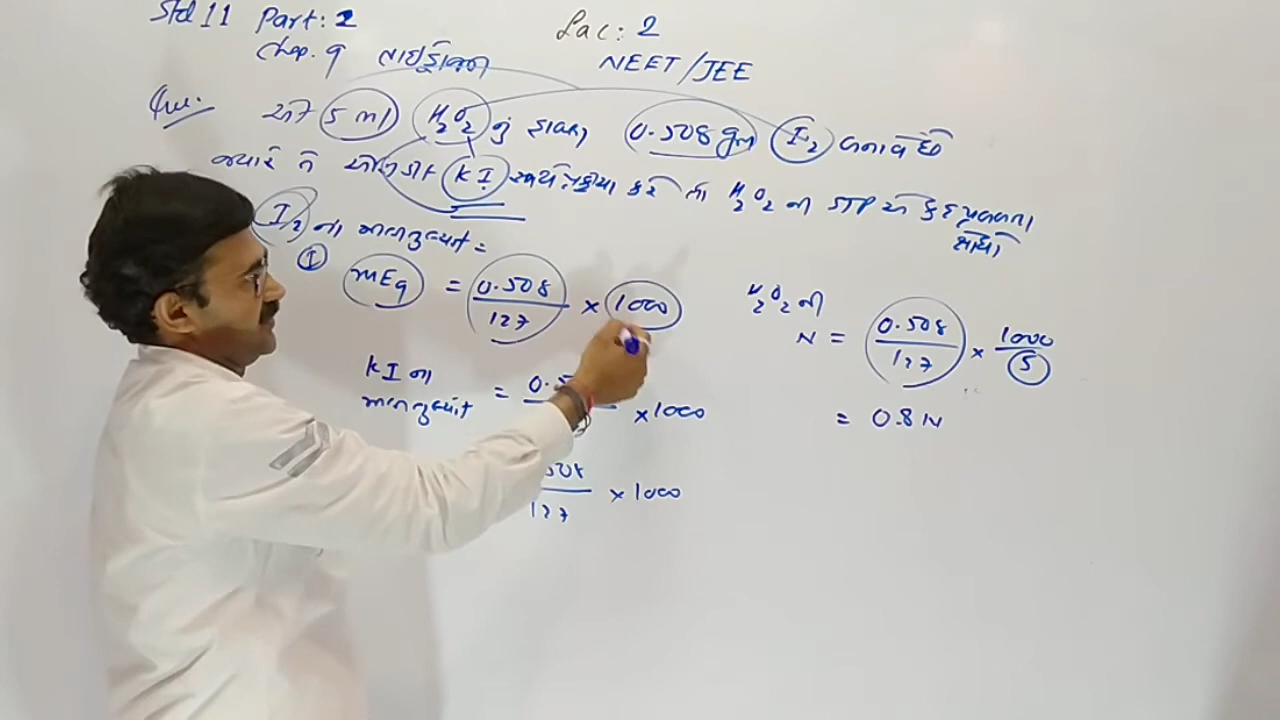 Std 11 Part: 2 Lac: 2
Chap. 9 હાઇડ્રોજન NEET/JEE
Que. 5 ml H2O2 નું દ્રાવણ 0.508 gm I2 બનાવે છે
જ્યારે તે KI સાથે પ્રક્રિયા કરે તો H2O2 ની STP એ કદ પ્રબળતા
શોધો
I2 ના =
I
mEq = 0.508/127 × 1000
KI ના = 0. × 1000
/127 × 1000
H2O2 ની
N = 0.508/127 × 1000/5
= 0.8 N